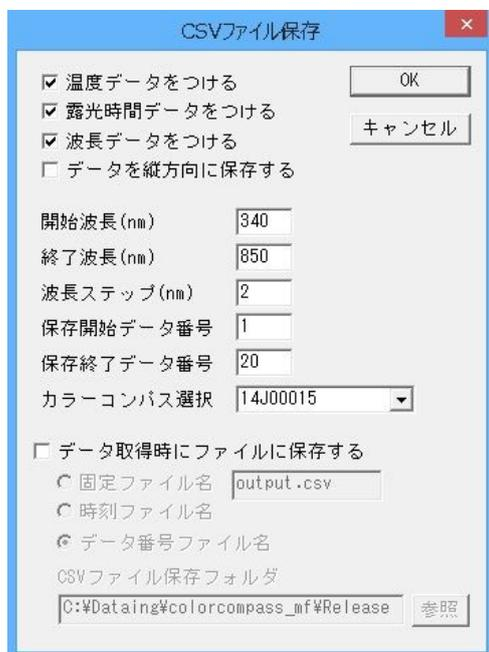 CSVファイル保存
温度データをつける
OK
露光時間データをつける
キャンセル
波長データをつける
データを縦方向に保存する
開始波長(nm) 340
終了波長(nm) 850
波長ステップ(nm) 2
保存開始データ番号 1
保存終了データ番号 20
カラーコンパス選択 14J00015
データ取得時にファイルに保存する
固定ファイル名 output.csv
時刻ファイル名
データ番号ファイル名
CSVファイル保存フォルダ
C:¥Dataing¥colorcompass_mf¥Release 参照